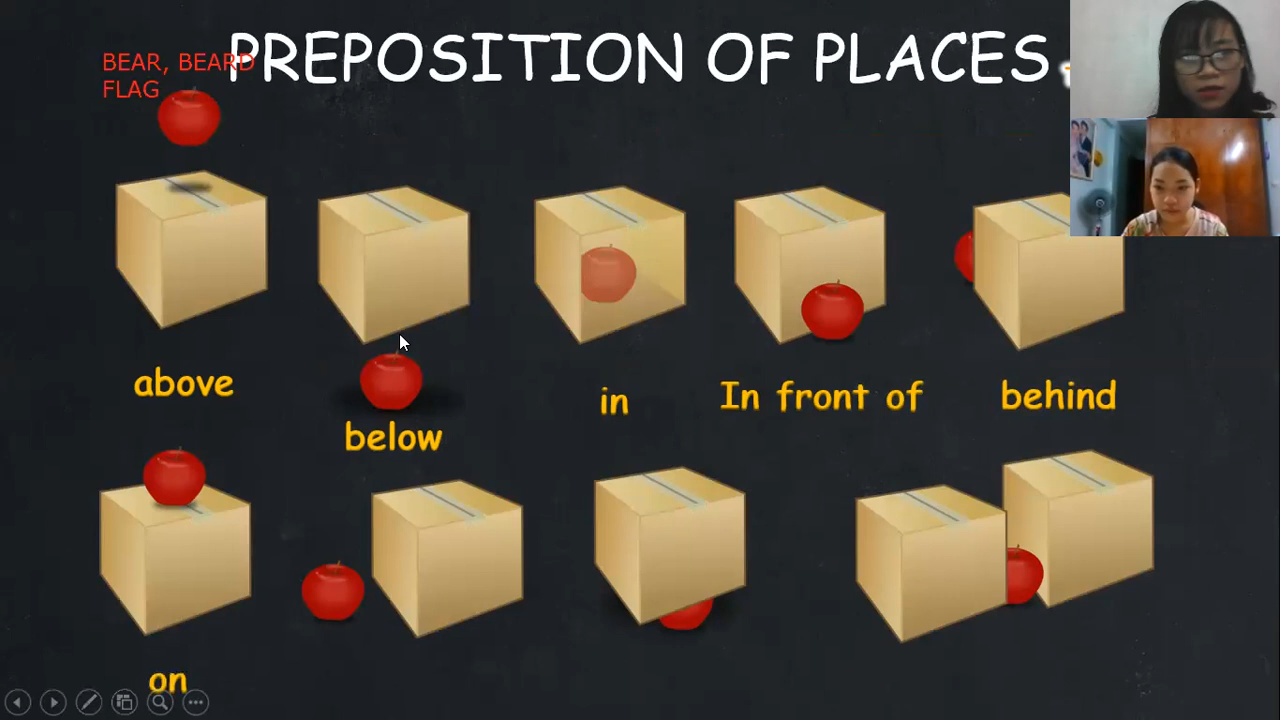 PREPOSITION OF PLACES
BEAR, BEARD
FLAG
above
below
in
In front of
behind
on